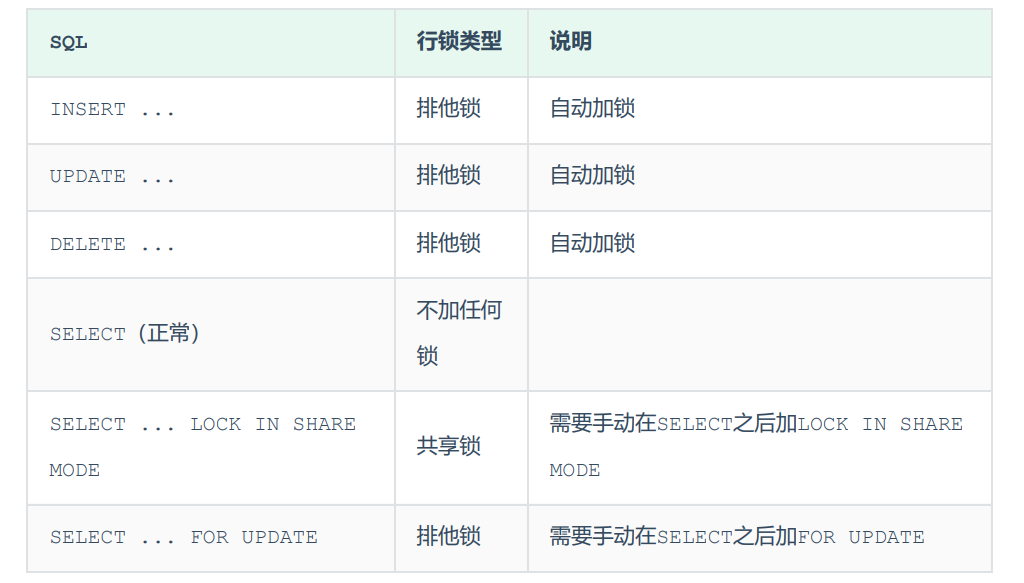 SQL 行锁类型 说明
INSERT ... 排他锁 自动加锁
UPDATE ... 排他锁 自动加锁
DELETE ... 排他锁 自动加锁
SELECT（正常） 不加任何
锁
SELECT ... LOCK IN SHARE
MODE
共享锁
需要手动在SELECT之后加LOCK IN SHARE
MODE
SELECT ... FOR UPDATE 排他锁 需要手动在SELECT之后加FOR UPDATE